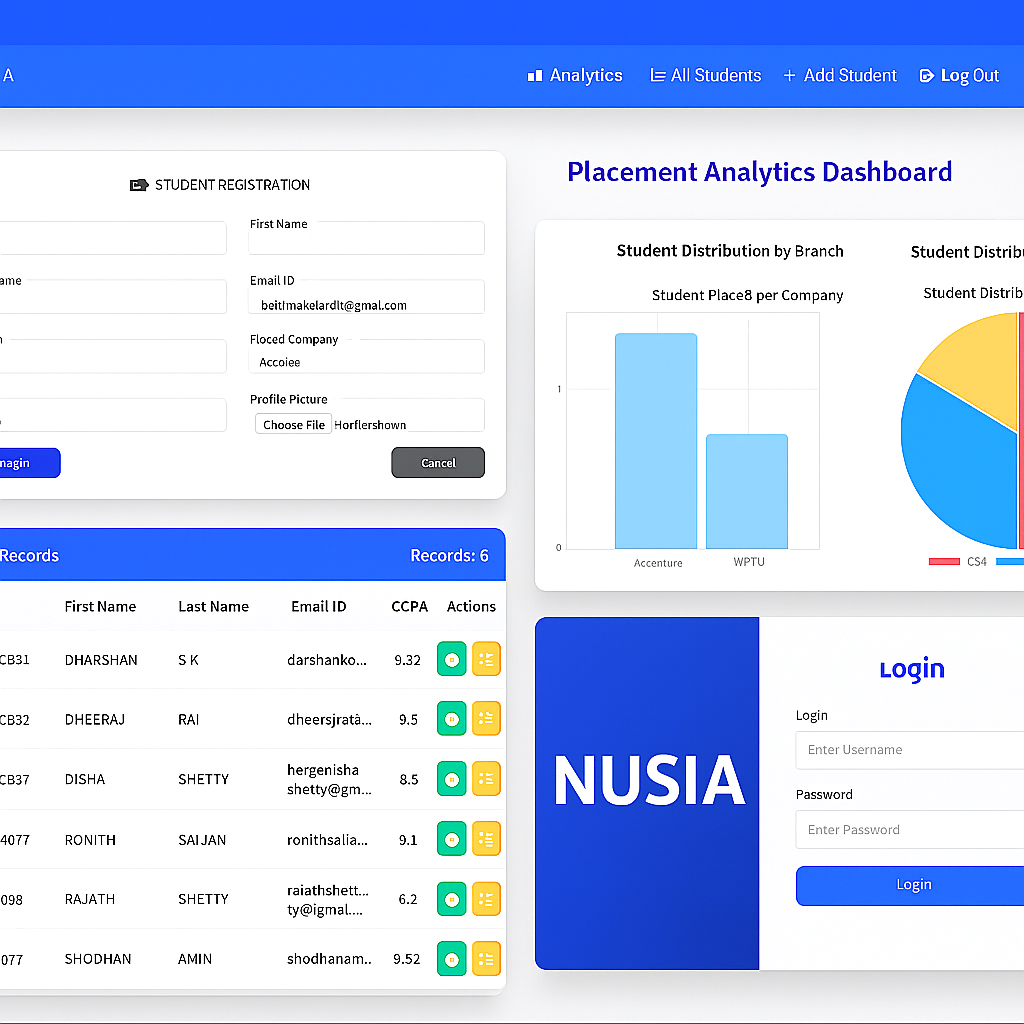 A
Analytics
All Students
+ Add Student
Log Out
STUDENT REGISTRATION
First Name
ame
Email ID
beit!makelardlt@gmal.com
Floced Company
Accoiee
Profile Picture
Choose File Horflershown
nagin
Cancel
Records
Records: 6
First Name Last Name Email ID CCPA Actions
CB31 DHARSHAN S K darshanko... 9.32
CB32 DHEERAJ RAI dheersjratà... 9.5
CB37 DISHA SHETTY hergenisha shetty@gm... 8.5
4077 RONITH SAIJAN ronithsalia... 9.1
098 RAJATH SHETTY raiathshett... ty@igmal.... 6.2
077 SHODHAN AMIN shodhanam.. 9.52
Placement Analytics Dashboard
Student Distribution by Branch
Student Place8 per Company
1
0
Accenture
WPTU
Student Distribu
Student Distrib
CS4
NUSIA
Login
Login
Enter Username
Password
Enter Password
Login